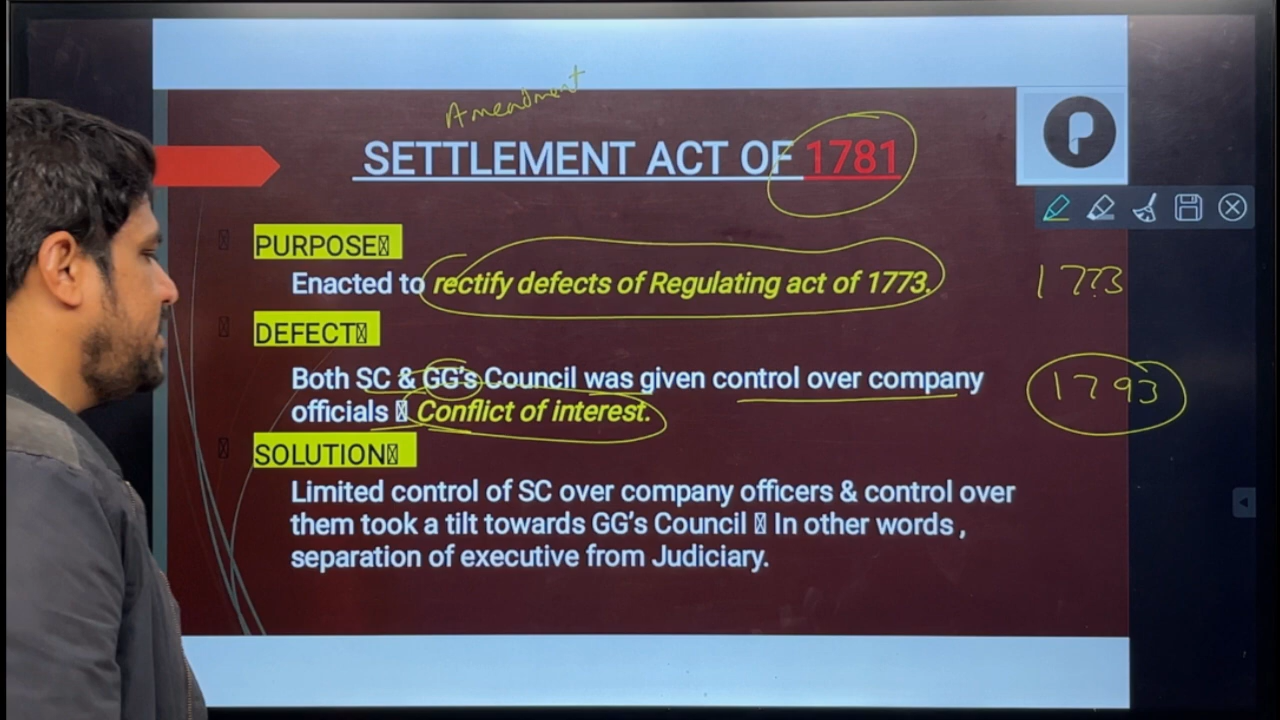 Amendment
SETTLEMENT ACT OF 1781
PURPOSE
Enacted to rectify defects of Regulating act of 1773.
1773
DEFECT
Both SC & GG's Council was given control over company
officials Conflict of interest.
1793
SOLUTION
Limited control of SC over company officers & control over
them took a tilt towards GG's Council In other words ,
separation of executive from Judiciary.